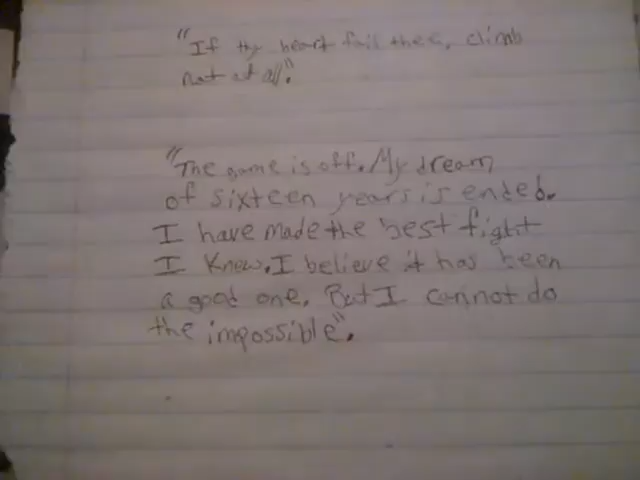 "If thy heart fail thee, climb
not at all."
"The game is off. My dream
of sixteen years is ended.
I have made the best fight
I knew. I believe it has been
a good one. But I cannot do
the impossible".